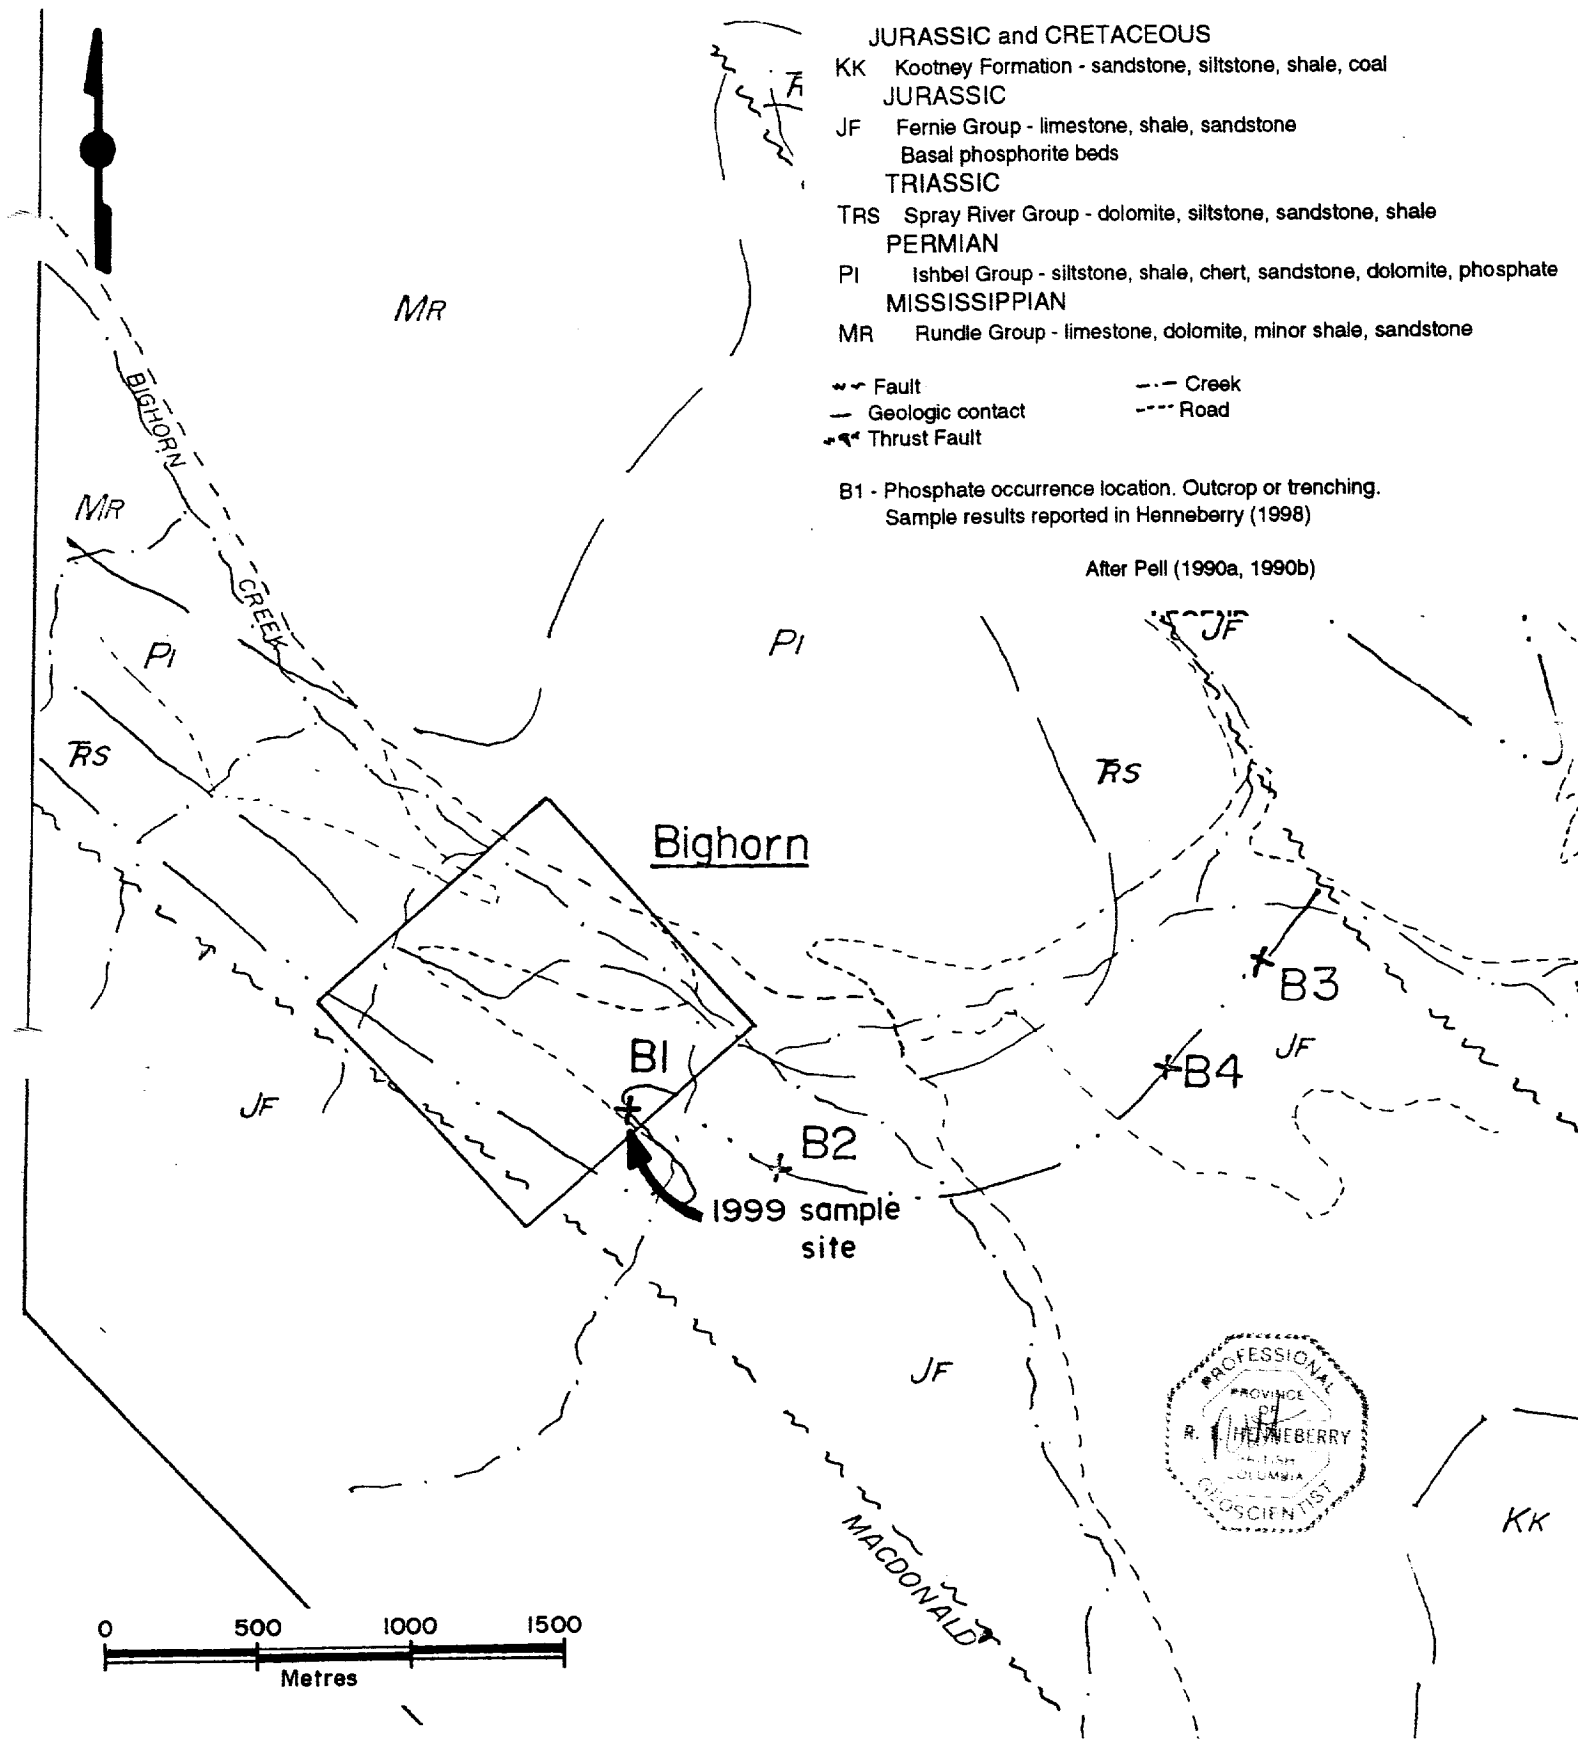 JURASSIC and CRETACEOUS
KK Kootney Formation - sandstone, siltstone, shale, coal
JURASSIC
JF Fernie Group - limestone, shale, sandstone
Basal phosphorite beds
TRIASSIC
TRS Spray River Group - dolomite, siltstone, sandstone, shale
PERMIAN
PI Ishbel Group - siltstone, shale, chert, sandstone, dolomite, phosphate
MISSISSIPPIAN
MR Rundle Group - limestone, dolomite, minor shale, sandstone
Fault
Creek
Geologic contact
Road
Thrust Fault
B1 - Phosphate occurrence location. Outcrop or trenching.
Sample results reported in Henneberry (1998)
After Pell (1990a, 1990b)
MR
BIGHORN
CREEK
MR
PI
PI
JF
TRS
TRS
Bighorn
B3
B1
JF
B4
JF
B2
1999 sample
site
JF
PROFESSIONAL
PROVINCE
OF
R. HENNEBERRY
BRITISH
COLUMBIA
GEOSCIENTIST
KK
MACDONALD
0 500 1000 1500
Metres